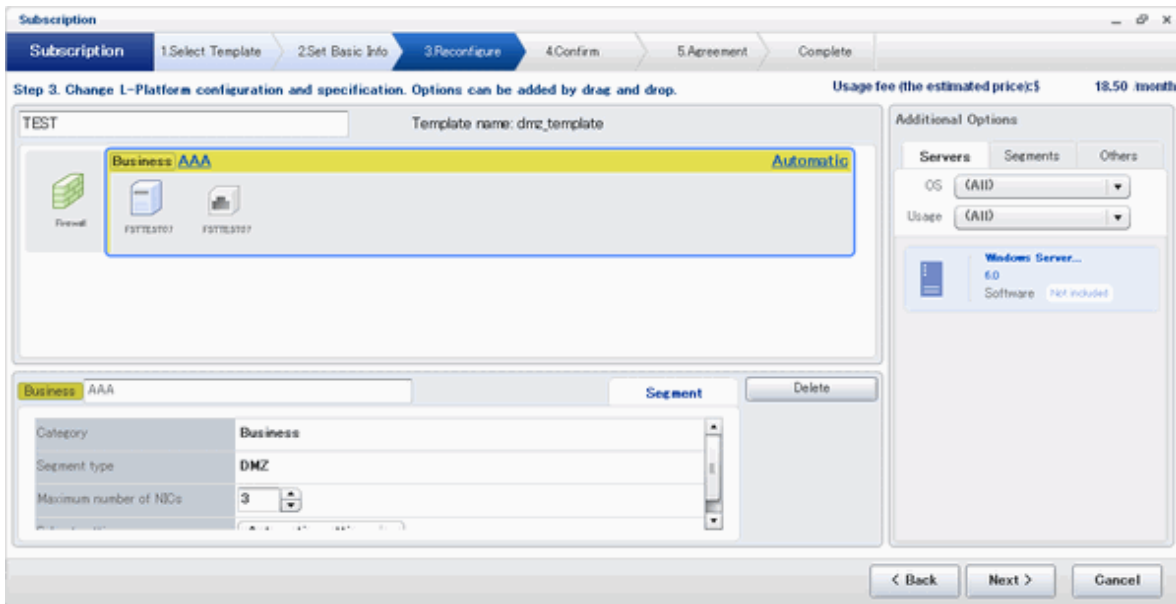 Subscription
Subscription 1.Select Template 2.Set Basic Info 3.Reconfigure 4.Confirm 5.Agreement Complete
Step 3. Change L-Platform configuration and specification. Options can be added by drag and drop. Usage fee (the estimated price):$ 18.50 /month
TEST Template name: dmz_template
Additional Options
Business AAA Automatic
Servers Segments Others
OS (All)
Usage (All)
Firewall
Windows Server...
6.0
Software Not included
Business AAA Segment Delete
Category Business
Segment type DMZ
Maximum number of NICs 3
< Back Next > Cancel